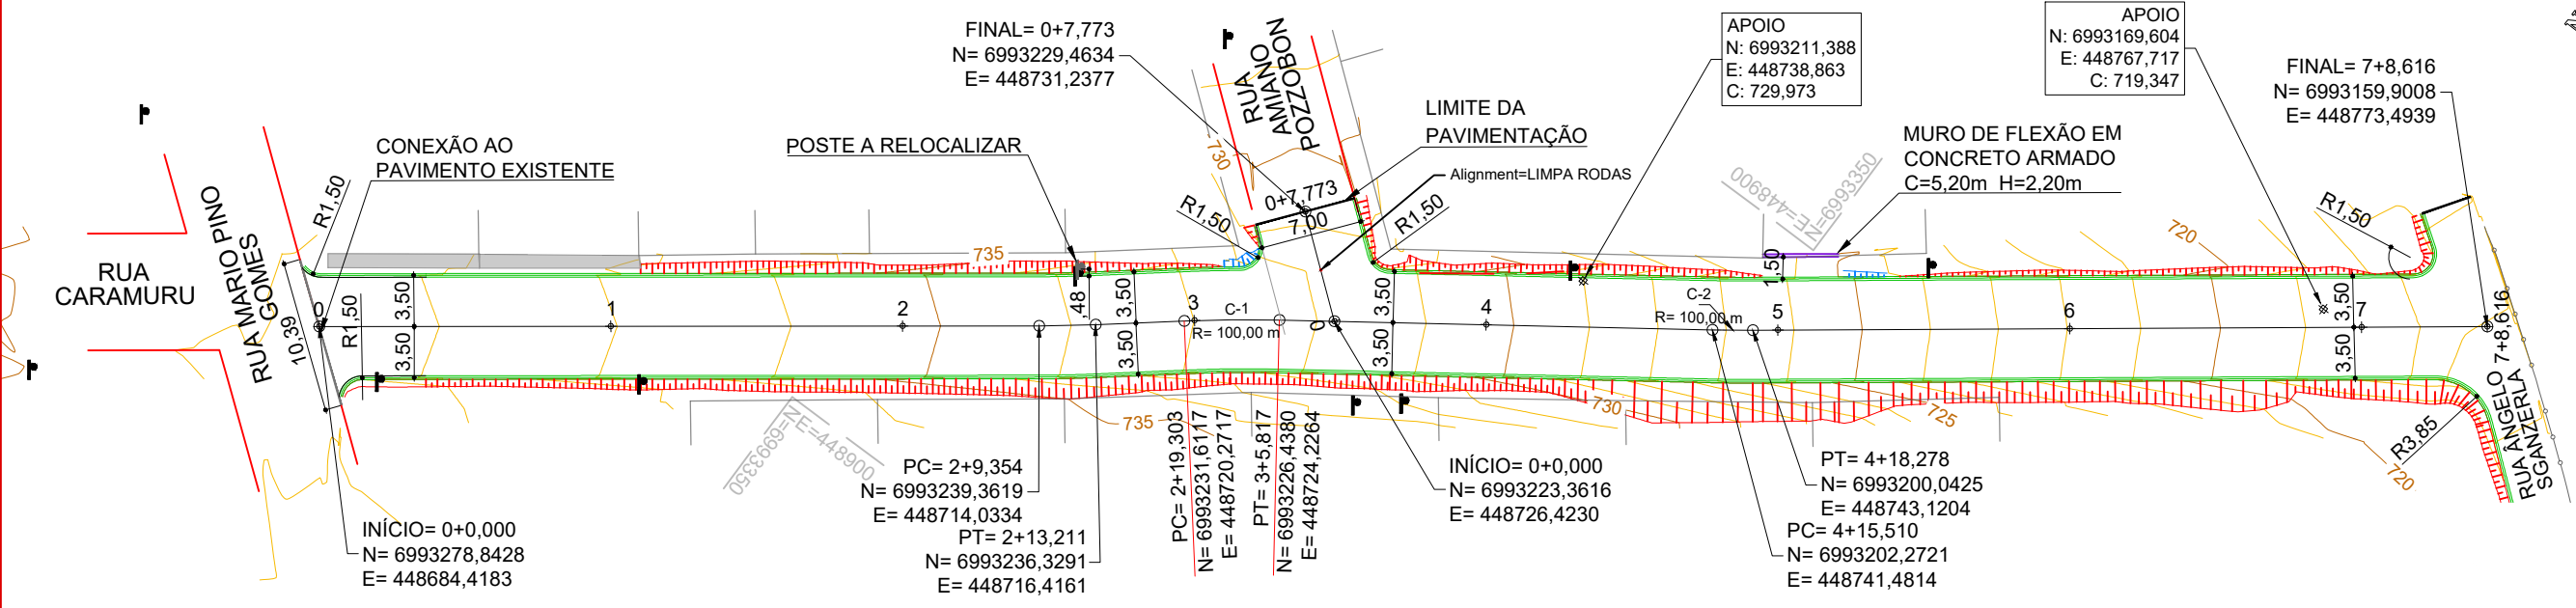 FINAL= 0+7,773
N= 6993229,4634
E= 448731,2377
RUA
AMIANO
POZZOBON
APOIO
N: 6993211,388
E: 448738,863
C: 729,973
APOIO
N: 6993169,604
E: 448767,717
C: 719,347
FINAL= 7+8,616
N= 6993159,9008
E= 448773,4939
CONEXÃO AO
PAVIMENTO EXISTENTE
POSTE A RELOCALIZAR
LIMITE DA
PAVIMENTAÇÃO
Alignment=LIMPA RODAS
MURO DE FLEXÃO EM
CONCRETO ARMADO
C=5,20m H=2,20m
E=448900
N=6993350
730
R1,50
R1,50
0+7,773
7,00
R1,50
R1,50
720
735
RUA
CARAMURU
RUA MARIO PINO
GOMES
10,39
R1,50
3,50
3,50
,48
3,50
3,50
3,50
3,50
1,50
3,50
3,50
0
1
2
3
C-1
R= 100,00 m
0
4
C-2
R= 100,00 m
5
6
7
7+8,616
RUA ÂNGELO
SGANZERLA
R3,85
735
730
725
720
N=6993350
E=448900
INÍCIO= 0+0,000
N= 6993278,8428
E= 448684,4183
PC= 2+9,354
N= 6993239,3619
E= 448714,0334
PT= 2+13,211
N= 6993236,3291
E= 448716,4161
PC= 2+19,303
N= 6993231,6117
E= 448720,2717
PT= 3+5,817
N= 6993226,4380
E= 448724,2264
INÍCIO= 0+0,000
N= 6993223,3616
E= 448726,4230
PT= 4+18,278
N= 6993200,0425
E= 448743,1204
PC= 4+15,510
N= 6993202,2721
E= 448741,4814